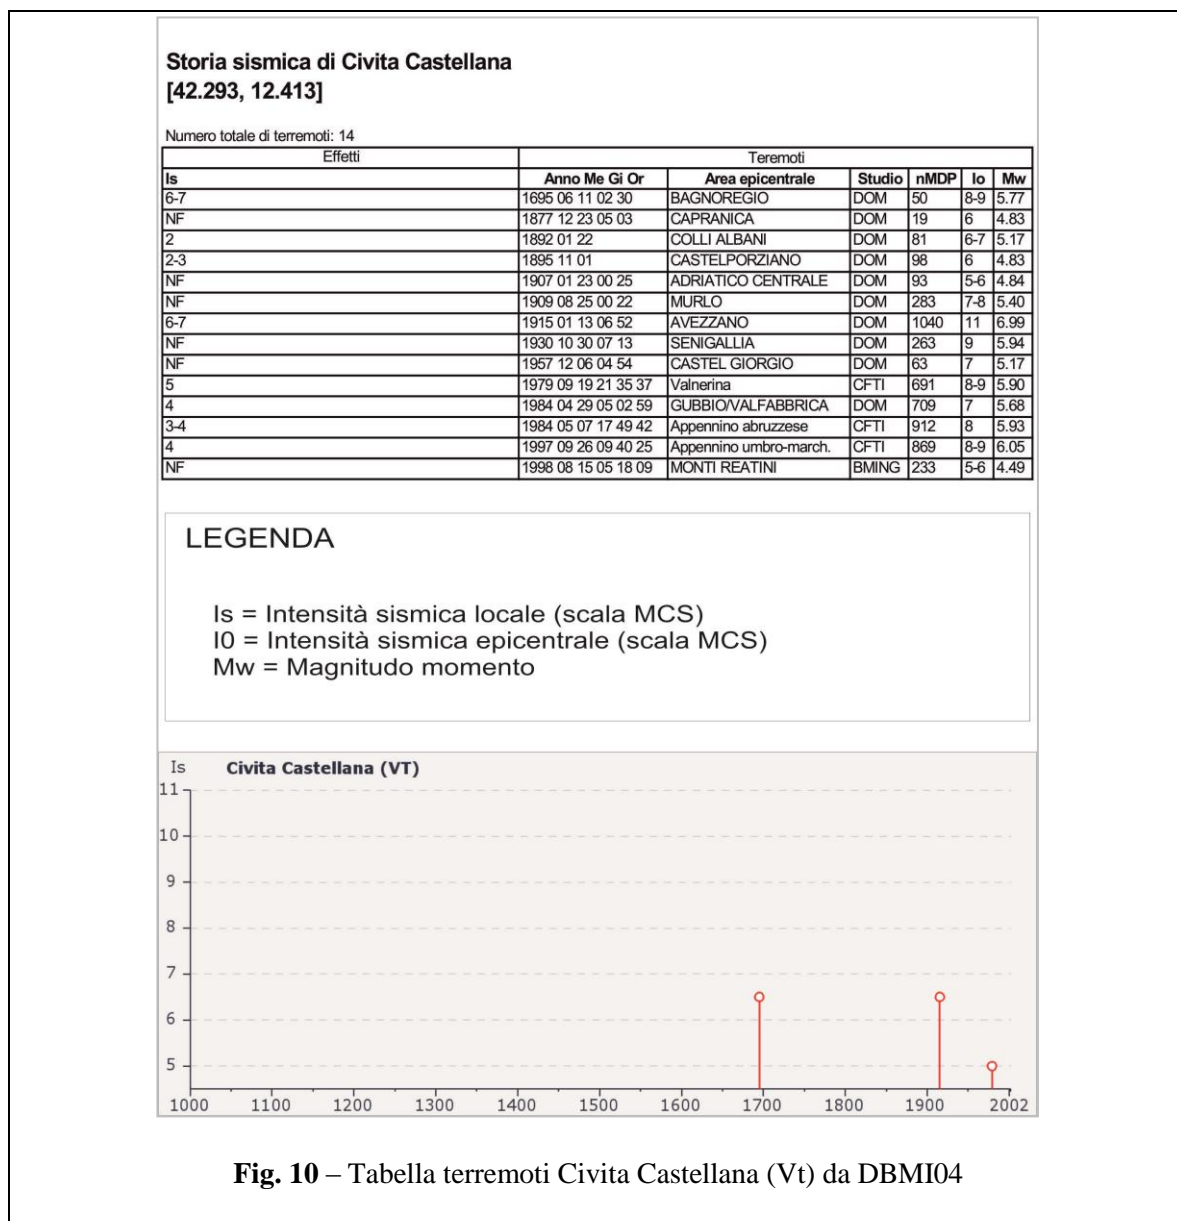 Storia sismica di Civita Castellana
[42.293, 12.413]
Numero totale di terremoti: 14
Effetti Teremoti
Is Anno Me Gi Or Area epicentrale Studio nMDP Io Mw
6-7 1695 06 11 02 30 BAGNOREGIO DOM 50 8-9 5.77
NF 1877 12 23 05 03 CAPRANICA DOM 19 6 4.83
2 1892 01 22 COLLI ALBANI DOM 81 6-7 5.17
2-3 1895 11 01 CASTELPORZIANO DOM 98 6 4.83
NF 1907 01 23 00 25 ADRIATICO CENTRALE DOM 93 5-6 4.84
NF 1909 08 25 00 22 MURLO DOM 283 7-8 5.40
6-7 1915 01 13 06 52 AVEZZANO DOM 1040 11 6.99
NF 1930 10 30 07 13 SENIGALLIA DOM 263 9 5.94
NF 1957 12 06 04 54 CASTEL GIORGIO DOM 63 7 5.17
5 1979 09 19 21 35 37 Valnerina CFTI 691 8-9 5.90
4 1984 04 29 05 02 59 GUBBIO/VALFABBRICA DOM 709 7 5.68
3-4 1984 05 07 17 49 42 Appennino abruzzese CFTI 912 8 5.93
4 1997 09 26 09 40 25 Appennino umbro-march. CFTI 869 8-9 6.05
NF 1998 08 15 05 18 09 MONTI REATINI BMING 233 5-6 4.49
LEGENDA
Is = Intensità sismica locale (scala MCS)
I0 = Intensità sismica epicentrale (scala MCS)
Mw = Magnitudo momento
Is Civita Castellana (VT)
11
10
9
8
7
6
5
1000 1100 1200 1300 1400 1500 1600 1700 1800 1900 2002
Fig. 10 – Tabella terremoti Civita Castellana (Vt) da DBMI04